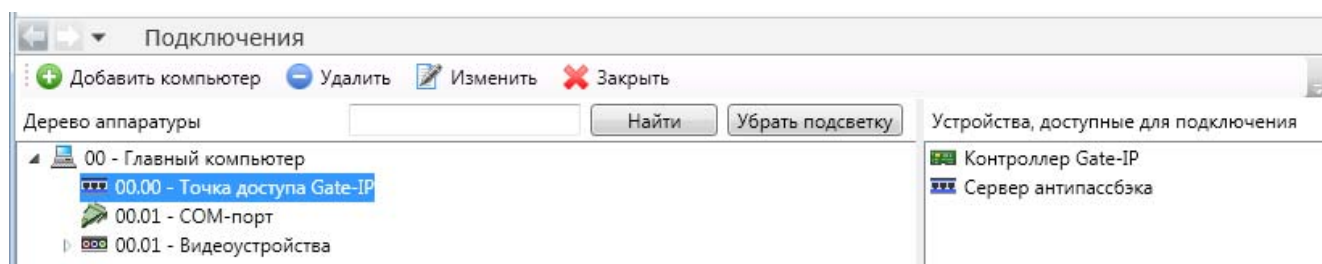 Подключения
Добавить компьютер Удалить Изменить Закрыть
Дерево аппаратуры Найти Убрать подсветку Устройства, доступные для подключения
00 - Главный компьютер Контроллер Gate-IP
00.00 - Точка доступа Gate-IP Сервер антипассбэка
00.01 - COM-порт
00.01 - Видеоустройства